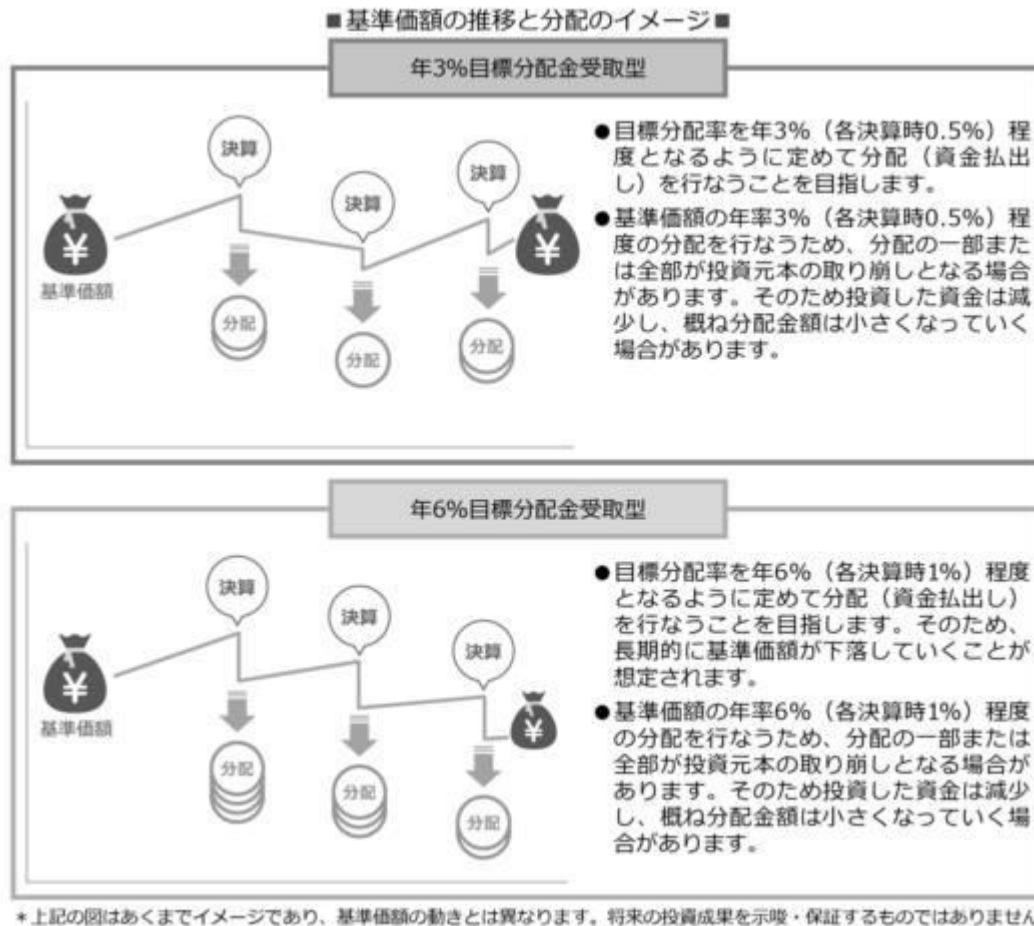 ■基準価額の推移と分配のイメージ■
年3%目標分配金受取型
決算
決算
決算
¥
¥
基準価額
分配
分配
分配
●目標分配率を年3%（各決算時0.5%）程
度となるように定めて分配（資金払出
し）を行なうことを目指します。
●基準価額の年率3%（各決算時0.5%）程
度の分配を行なうため、分配の一部また
は全部が投資元本の取り崩しとなる場合
があります。そのため投資した資金は減
少し、概ね分配金額は小さくなっていく
場合があります。
年6%目標分配金受取型
決算
決算
決算
¥
¥
基準価額
分配
分配
分配
●目標分配率を年6%（各決算時1%）程度
となるように定めて分配（資金払出し）
を行なうことを目指します。そのため、
長期的に基準価額が下落していくことが
想定されます。
●基準価額の年率6%（各決算時1%）程度
の分配を行なうため、分配の一部または
全部が投資元本の取り崩しとなる場合が
あります。そのため投資した資金は減少
し、概ね分配金額は小さくなっていく場
合があります。
＊上記の図はあくまでイメージであり、基準価額の動きとは異なります。将来の投資成果を示唆・保証するものではありません